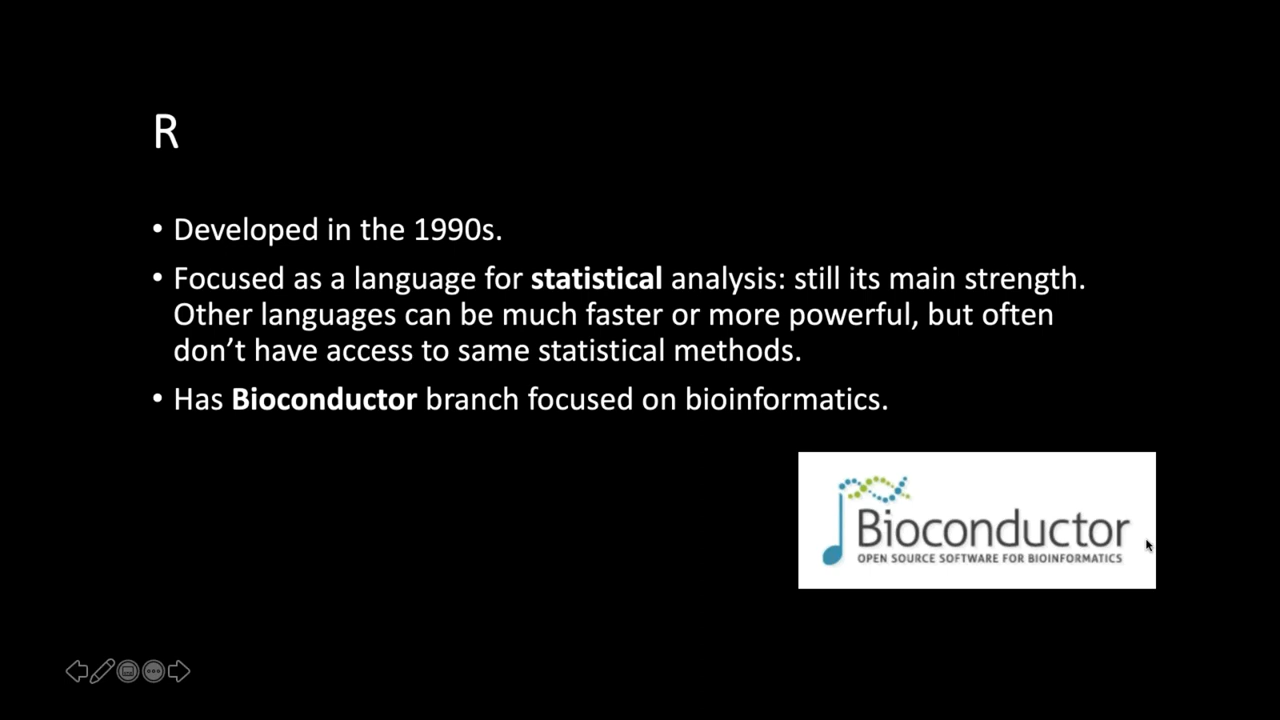 R
• Developed in the 1990s.
• Focused as a language for statistical analysis: still its main strength.
Other languages can be much faster or more powerful, but often
don’t have access to same statistical methods.
• Has Bioconductor branch focused on bioinformatics.
Bioconductor
OPEN SOURCE SOFTWARE FOR BIOINFORMATICS